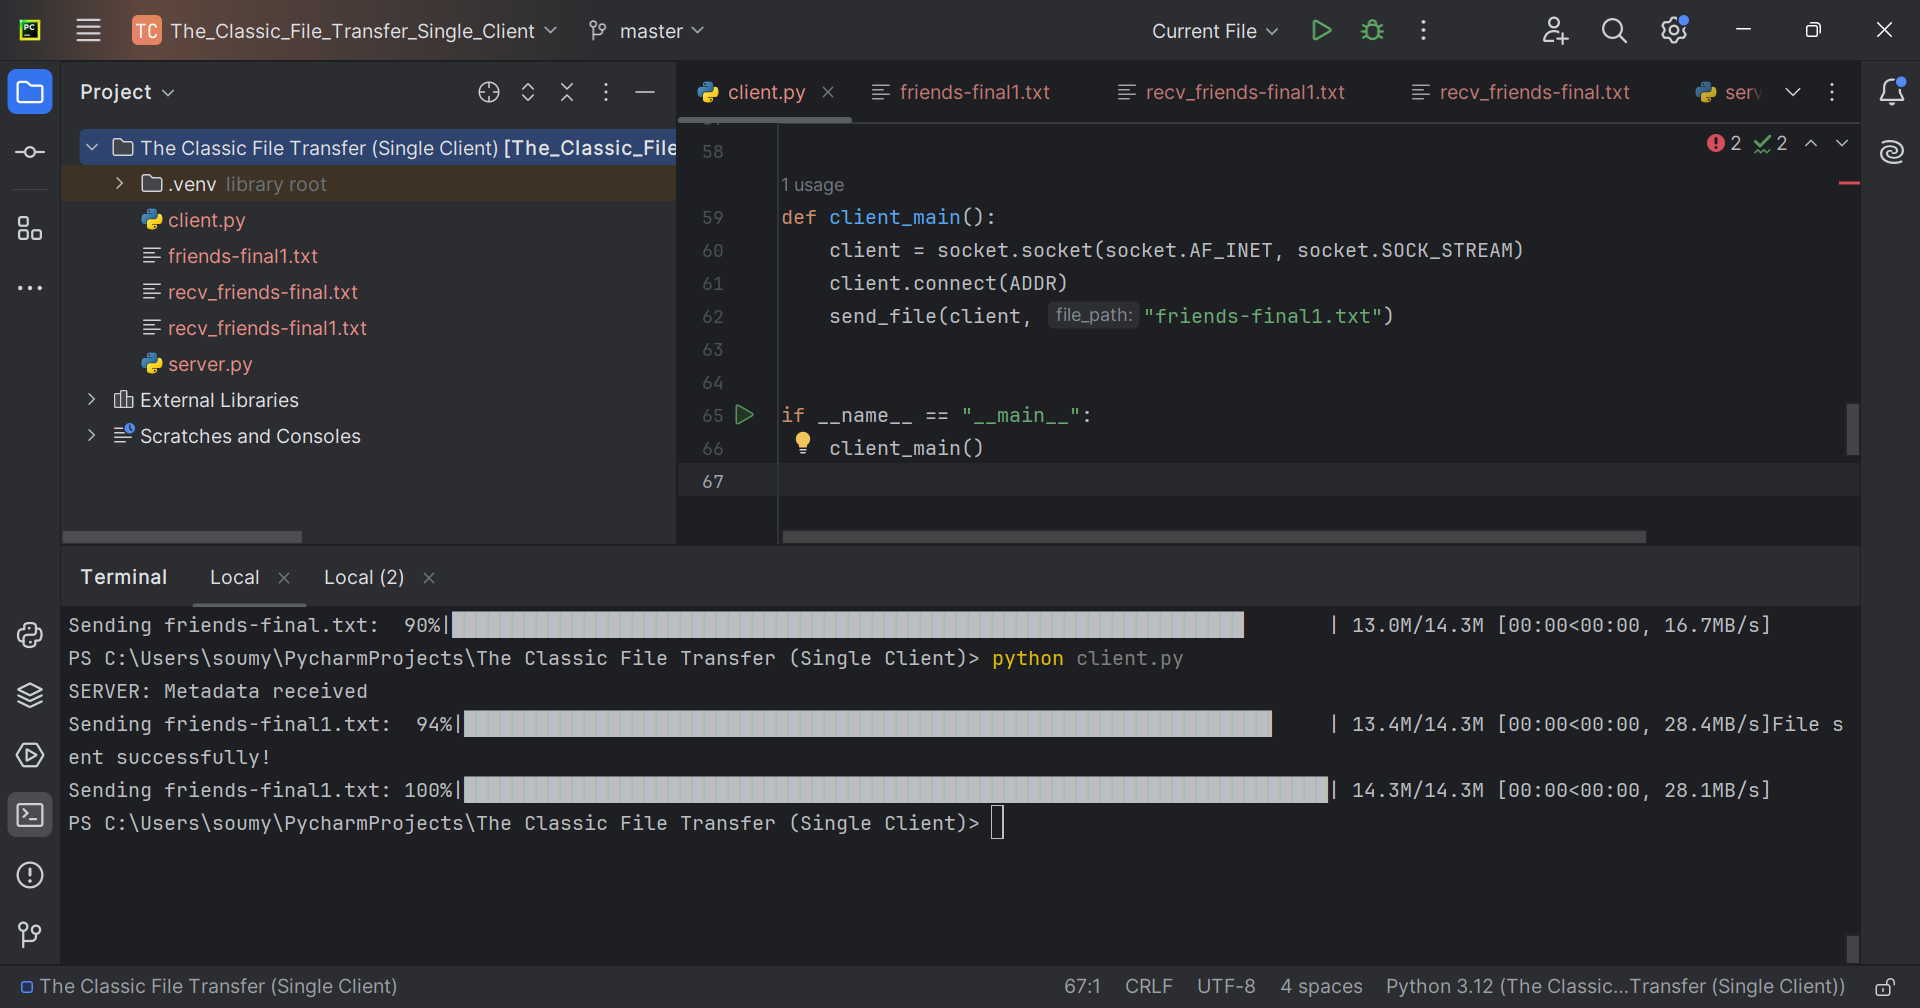 PC
TC The_Classic_File_Transfer_Single_Client master Current File
Project
The Classic File Transfer (Single Client) [The_Classic_File
.venv library root
client.py
friends-final1.txt
recv_friends-final.txt
recv_friends-final1.txt
server.py
External Libraries
Scratches and Consoles
client.py friends-final1.txt recv_friends-final1.txt recv_friends-final.txt serv
2 2
58
1 usage
59 def client_main():
60 client = socket.socket(socket.AF_INET, socket.SOCK_STREAM)
61 client.connect(ADDR)
62 send_file(client, file_path: "friends-final1.txt")
63
64
65 if __name__ == "__main__":
66 client_main()
67
Terminal Local Local (2)
Sending friends-final.txt: 90%| | 13.0M/14.3M [00:00<00:00, 16.7MB/s]
PS C:\Users\soumy\PycharmProjects\The Classic File Transfer (Single Client)> python client.py
SERVER: Metadata received
Sending friends-final1.txt: 94%| | 13.4M/14.3M [00:00<00:00, 28.4MB/s]File s
ent successfully!
Sending friends-final1.txt: 100%| | 14.3M/14.3M [00:00<00:00, 28.1MB/s]
PS C:\Users\soumy\PycharmProjects\The Classic File Transfer (Single Client)>
The Classic File Transfer (Single Client) 67:1 CRLF UTF-8 4 spaces Python 3.12 (The Classic...Transfer (Single Client))